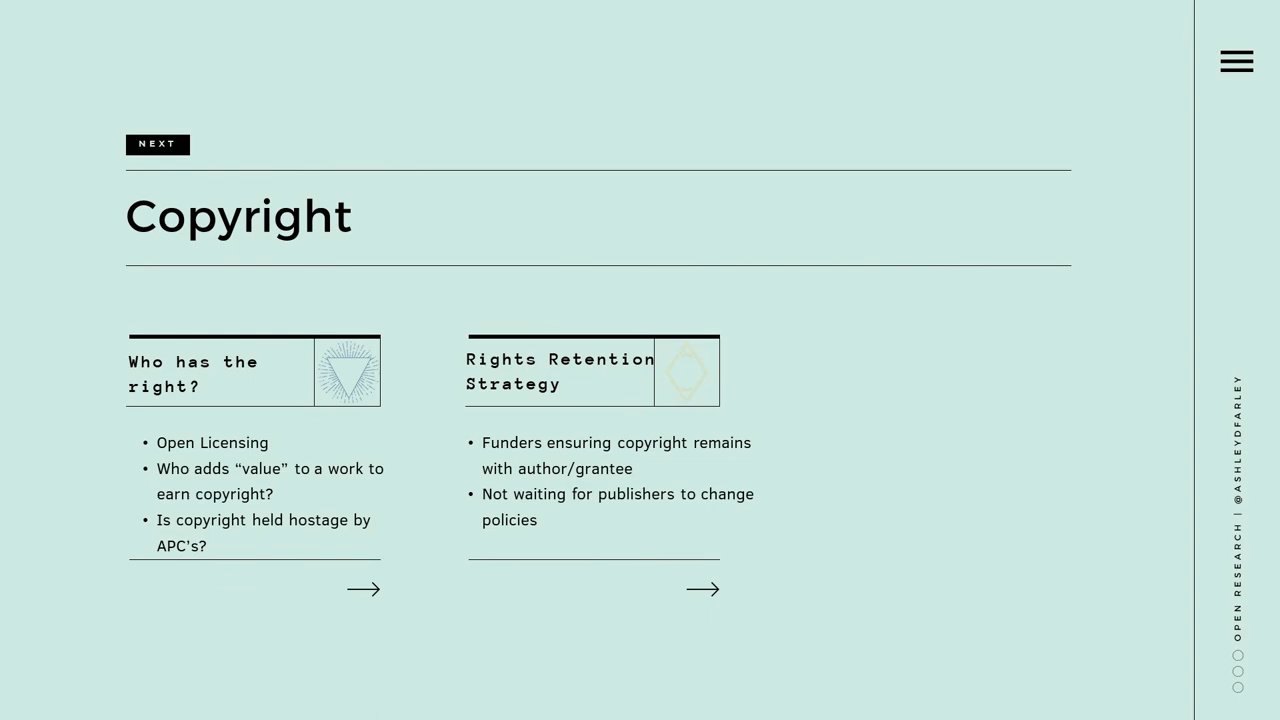 NEXT
Copyright
Who has the
right?
• Open Licensing
• Who adds “value” to a work to
earn copyright?
• Is copyright held hostage by
APC’s?
Rights Retention
Strategy
• Funders ensuring copyright remains
with author/grantee
• Not waiting for publishers to change
policies
OPEN RESEARCH | @ASHLEYDFARLEY